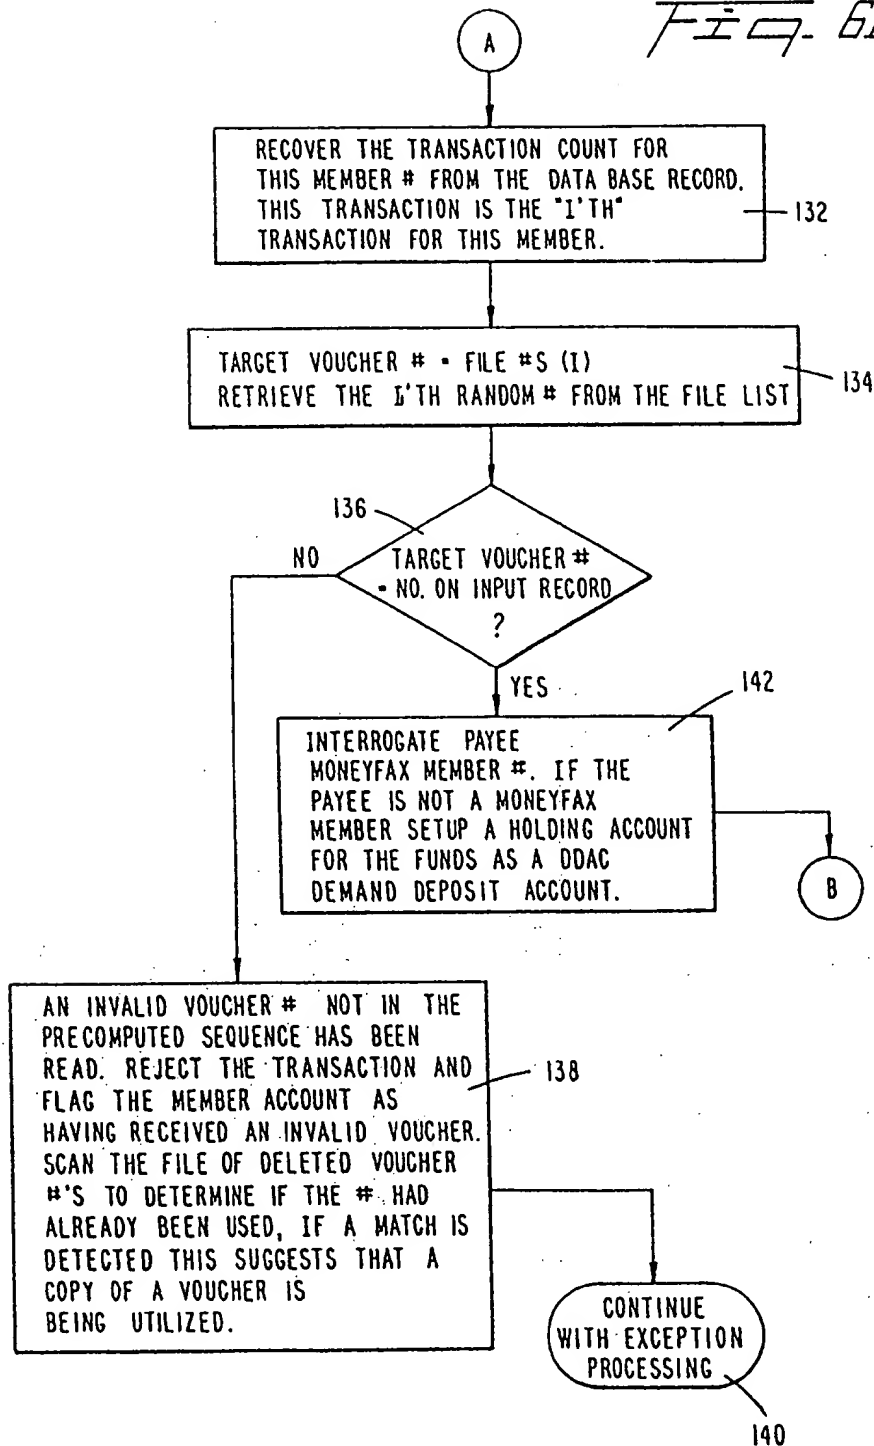 Fig. 6
A
RECOVER THE TRANSACTION COUNT FOR
THIS MEMBER # FROM THE DATA BASE RECORD.
THIS TRANSACTION IS THE "I'TH"
TRANSACTION FOR THIS MEMBER.
132
TARGET VOUCHER # = FILE #S (I)
RETRIEVE THE I'TH RANDOM # FROM THE FILE LIST
134
136
NO
TARGET VOUCHER #
= NO. ON INPUT RECORD
?
YES
142
INTERROGATE PAYEE
MONEYFAX MEMBER #. IF THE
PAYEE IS NOT A MONEYFAX
MEMBER SETUP A HOLDING ACCOUNT
FOR THE FUNDS AS A DDAC
DEMAND DEPOSIT ACCOUNT.
B
AN INVALID VOUCHER # NOT IN THE
PRECOMPUTED SEQUENCE HAS BEEN
READ. REJECT THE TRANSACTION AND
FLAG THE MEMBER ACCOUNT AS
HAVING RECEIVED AN INVALID VOUCHER.
SCAN THE FILE OF DELETED VOUCHER
#'S TO DETERMINE IF THE # HAD
ALREADY BEEN USED, IF A MATCH IS
DETECTED THIS SUGGESTS THAT A
COPY OF A VOUCHER IS
BEING UTILIZED.
138
CONTINUE
WITH EXCEPTION
PROCESSING
140